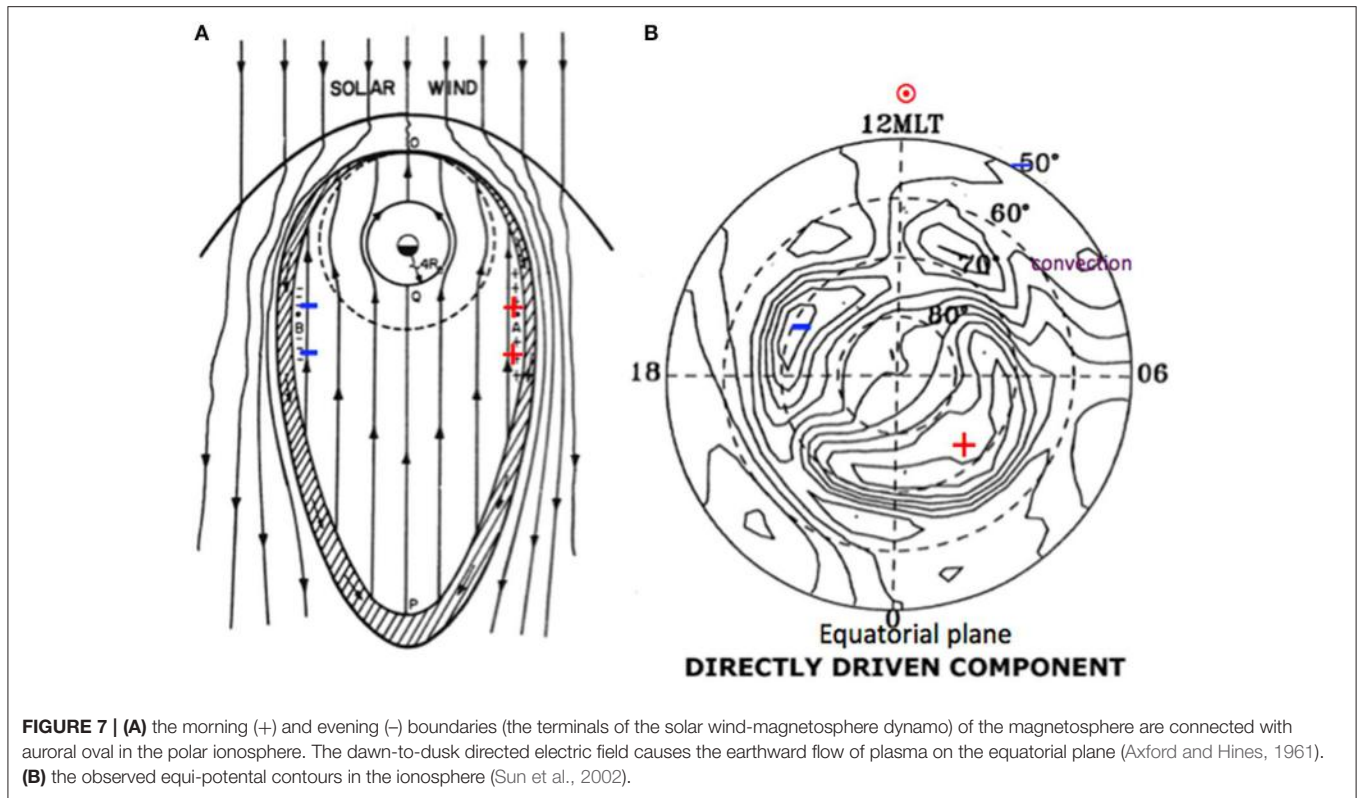 A
SOLAR WIND
O
4R
Q
B
A
P
B
12MLT
50°
60°
70°
convection
80°
18
06
0
Equatorial plane
DIRECTLY DRIVEN COMPONENT
FIGURE 7 | (A) the morning (+) and evening (–) boundaries (the terminals of the solar wind-magnetosphere dynamo) of the magnetosphere are connected with
auroral oval in the polar ionosphere. The dawn-to-dusk directed electric field causes the earthward flow of plasma on the equatorial plane (Axford and Hines, 1961).
(B) the observed equi-potental contours in the ionosphere (Sun et al., 2002).